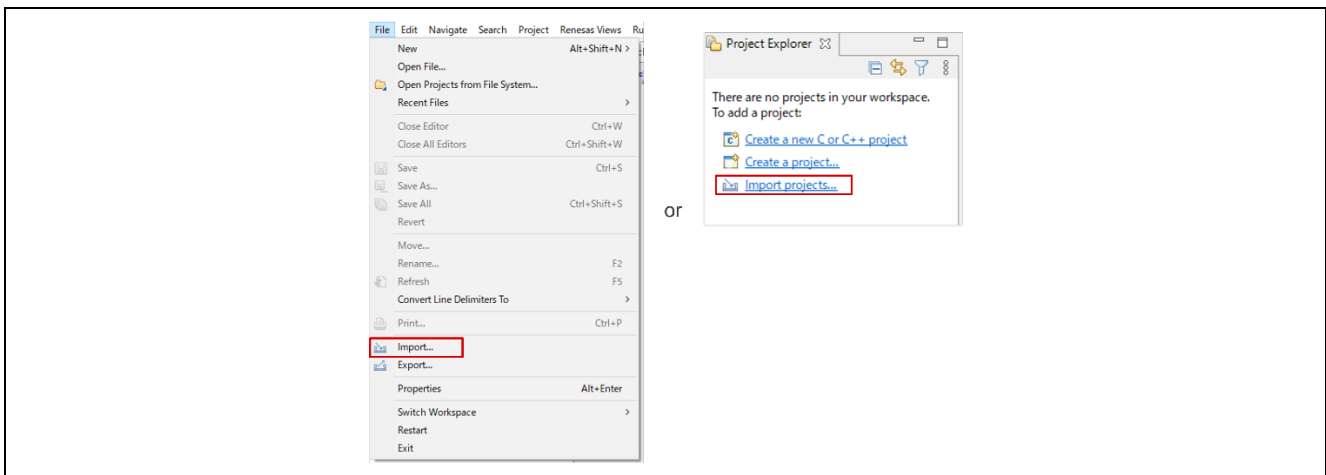 File Edit Navigate Search Project Renesas Views Ru
New Alt+Shift+N >
Open File...
Open Projects from File System...
Recent Files >
Close Editor Ctrl+W
Close All Editors Ctrl+Shift+W
Save Ctrl+S
Save As...
Save All Ctrl+Shift+S
Revert
Move...
Rename... F2
Refresh F5
Convert Line Delimiters To >
Print... Ctrl+P
Import...
Export...
Properties Alt+Enter
Switch Workspace >
Restart
Exit
or
Project Explorer
There are no projects in your workspace.
To add a project:
Create a new C or C++ project
Create a project...
Import projects...